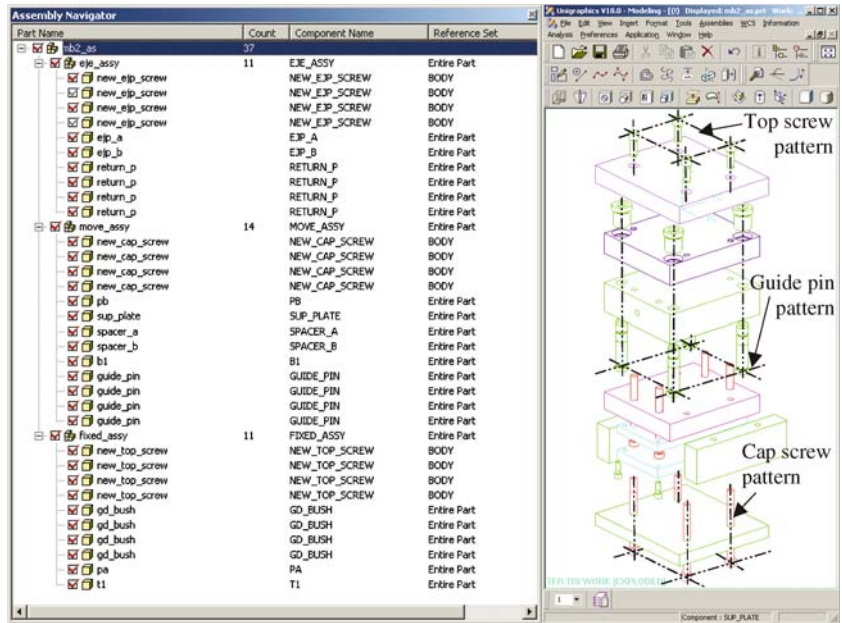 Assembly Navigator
Part Name Count Component Name Reference Set
mb2_as 37
eje_assy 11 EJE_ASSY Entire Part
new_ejp_screw NEW_EJP_SCREW BODY
new_ejp_screw NEW_EJP_SCREW BODY
new_ejp_screw NEW_EJP_SCREW BODY
new_ejp_screw NEW_EJP_SCREW BODY
ejp_a EJP_A Entire Part
ejp_b EJP_B Entire Part
return_p RETURN_P Entire Part
return_p RETURN_P Entire Part
return_p RETURN_P Entire Part
return_p RETURN_P Entire Part
move_assy 14 MOVE_ASSY Entire Part
new_cap_screw NEW_CAP_SCREW BODY
new_cap_screw NEW_CAP_SCREW BODY
new_cap_screw NEW_CAP_SCREW BODY
new_cap_screw NEW_CAP_SCREW BODY
pb PB Entire Part
sup_plate SUP_PLATE Entire Part
spacer_a SPACER_A Entire Part
spacer_b SPACER_B Entire Part
b1 B1 Entire Part
guide_pin GUIDE_PIN Entire Part
guide_pin GUIDE_PIN Entire Part
guide_pin GUIDE_PIN Entire Part
guide_pin GUIDE_PIN Entire Part
fixed_assy 11 FIXED_ASSY Entire Part
new_top_screw NEW_TOP_SCREW BODY
new_top_screw NEW_TOP_SCREW BODY
new_top_screw NEW_TOP_SCREW BODY
new_top_screw NEW_TOP_SCREW BODY
gd_bush GD_BUSH Entire Part
gd_bush GD_BUSH Entire Part
gd_bush GD_BUSH Entire Part
gd_bush GD_BUSH Entire Part
pa PA Entire Part
t1 T1 Entire Part
Unigraphics V18.0 - Modeling - [(!) Displayed: mb2_as.prt Work:
File Edit View Insert Format Tools Assemblies WCS Information
Analysis Preferences Application Window Help
Top screw
pattern
Guide pin
pattern
Cap screw
pattern
WORK
1
Component : SUP_PLATE